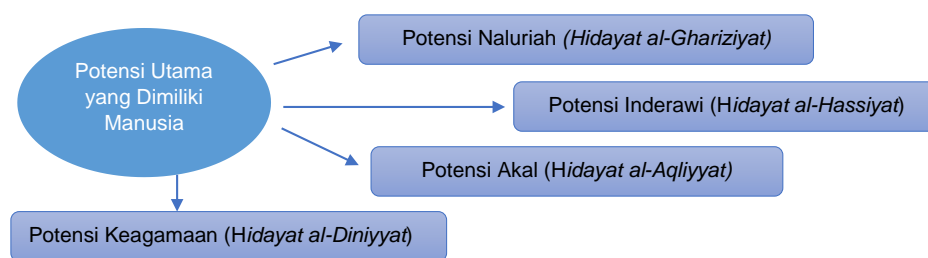 Potensi Utama
yang Dimiliki
Manusia
Potensi Naluriah (Hidayat al-Ghariziyat)
Potensi Inderawi (Hidayat al-Hassiyat)
Potensi Akal (Hidayat al-Aqliyyat)
Potensi Keagamaan (Hidayat al-Diniyyat)